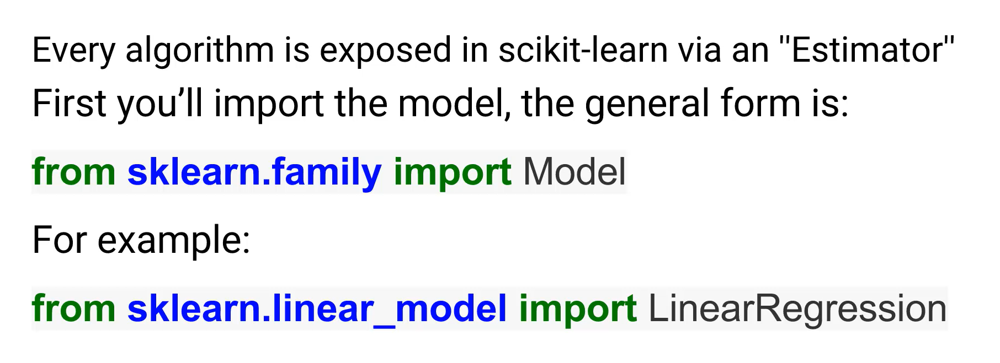 Every algorithm is exposed in scikit-learn via an "Estimator"
First you’ll import the model, the general form is:
from sklearn.family import Model
For example:
from sklearn.linear_model import LinearRegression